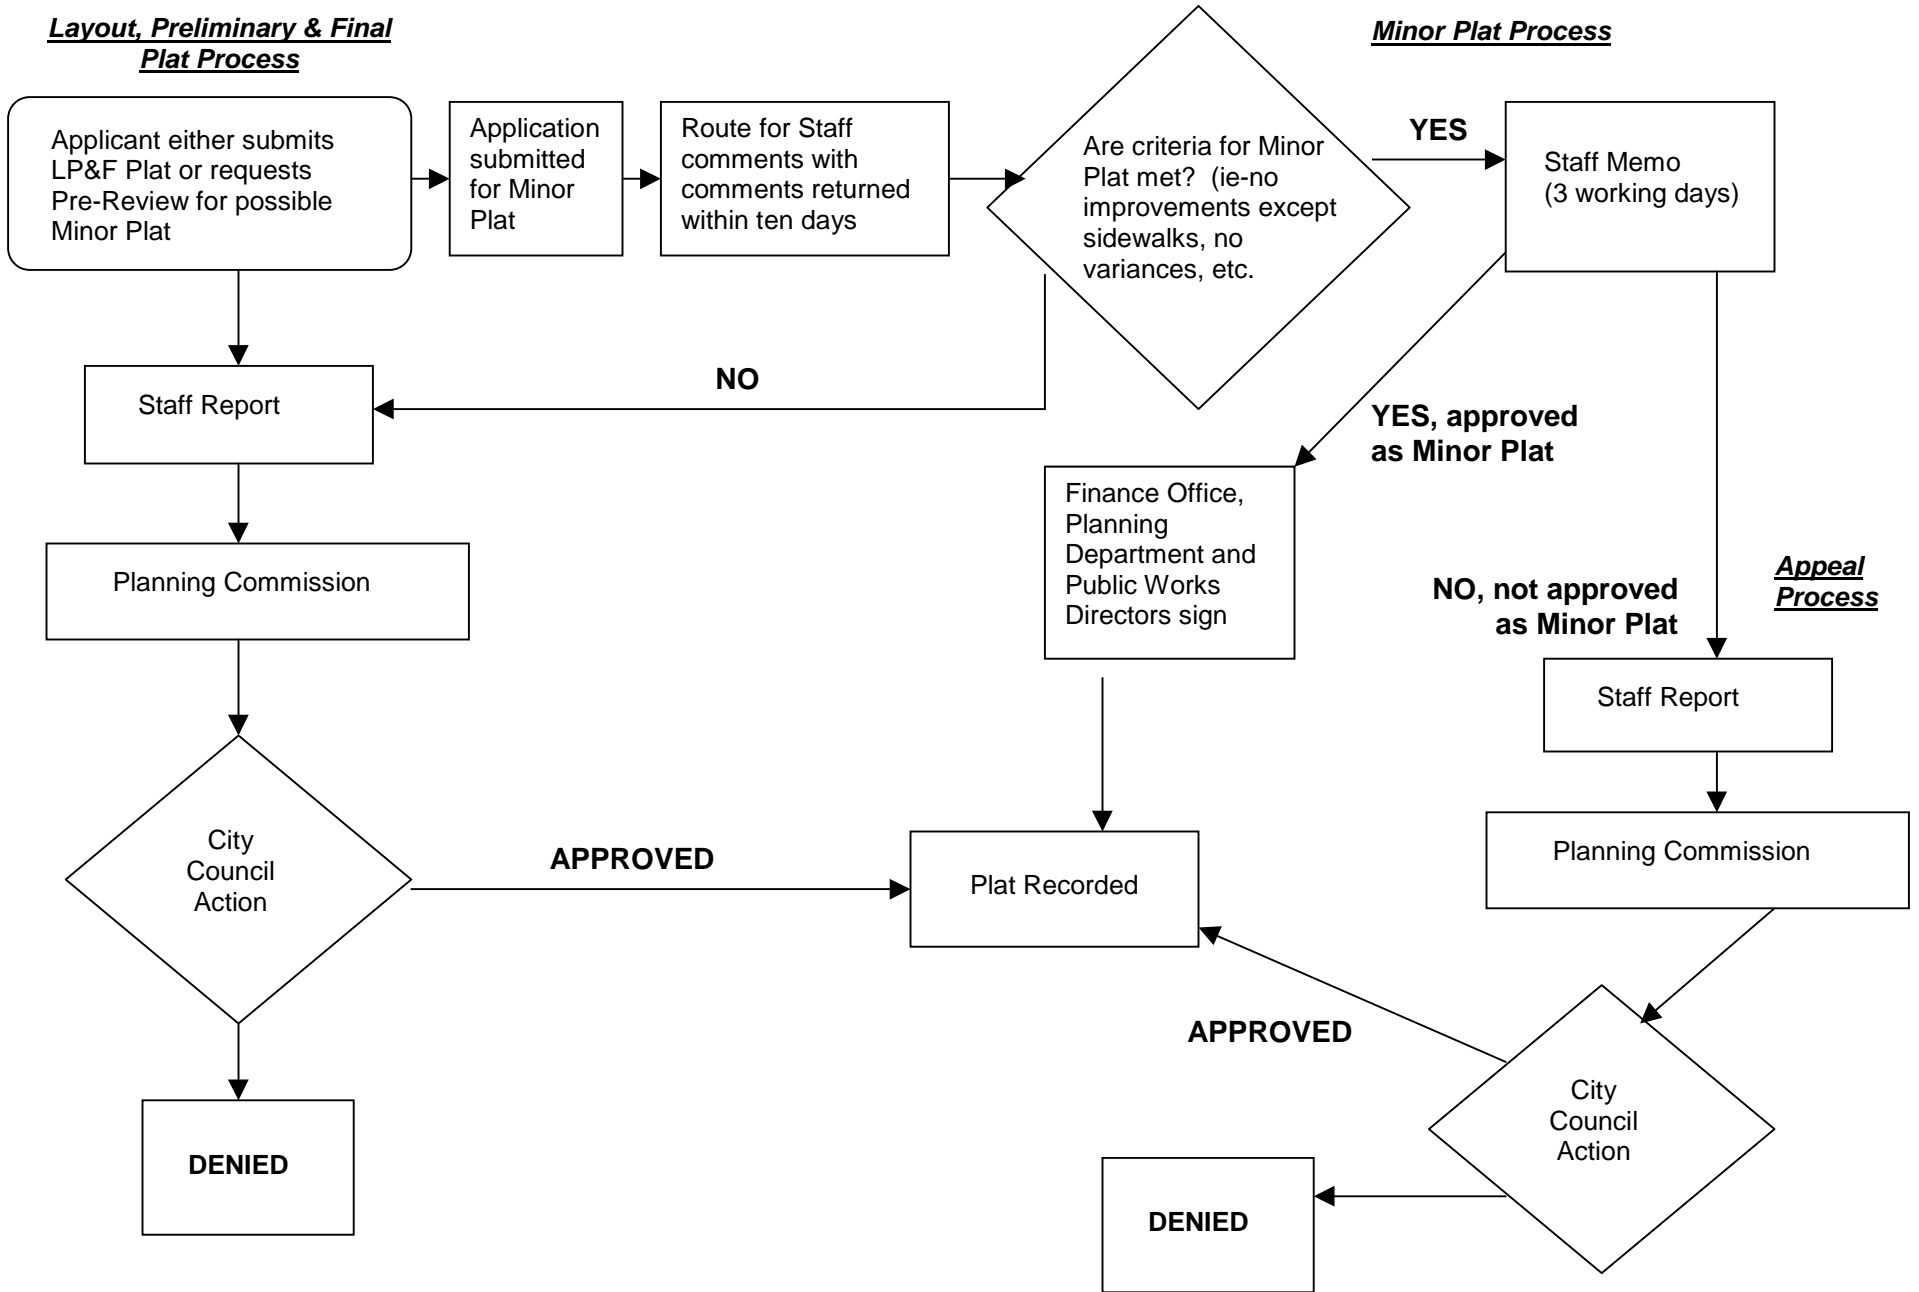 Layout, Preliminary & Final
Plat Process
Minor Plat Process
Applicant either submits
LP&F Plat or requests
Pre-Review for possible
Minor Plat
Application
submitted
for Minor
Plat
Route for Staff
comments with
comments returned
within ten days
Are criteria for Minor
Plat met?  (ie-no
improvements except
sidewalks, no
variances, etc.
YES
Staff Memo
(3 working days)
NO
Staff Report
YES, approved
as Minor Plat
Finance Office,
Planning
Department and
Public Works
Directors sign
Planning Commission
NO, not approved
as Minor Plat
Appeal
Process
Staff Report
City
Council
Action
APPROVED
Plat Recorded
Planning Commission
APPROVED
City
Council
Action
DENIED
DENIED